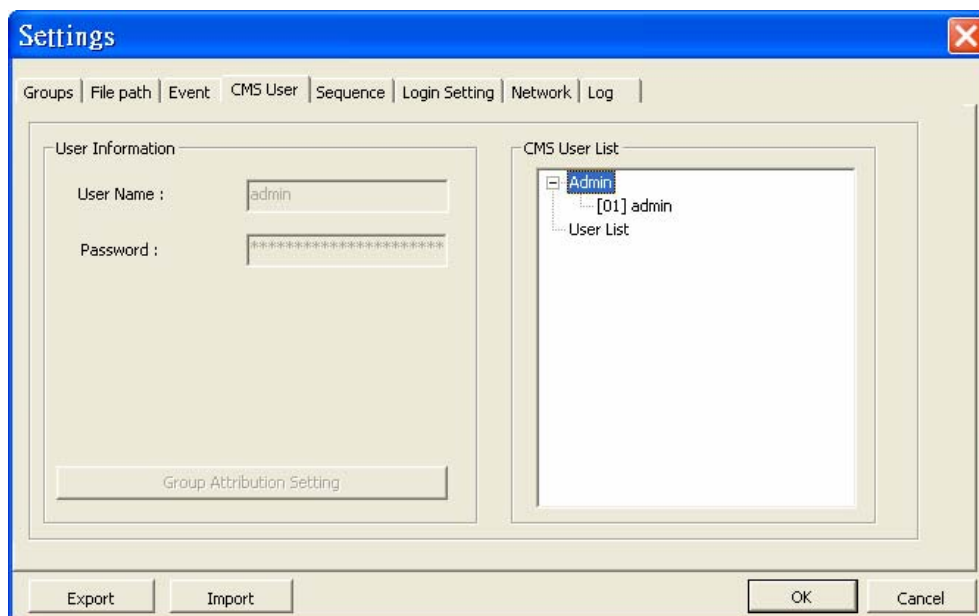 Settings
Groups File path Event CMS User Sequence Login Setting Network Log
User Information
User Name :
admin
Password :
**********************
Group Attribution Setting
CMS User List
Admin
[01] admin
User List
Export
Import
OK
Cancel